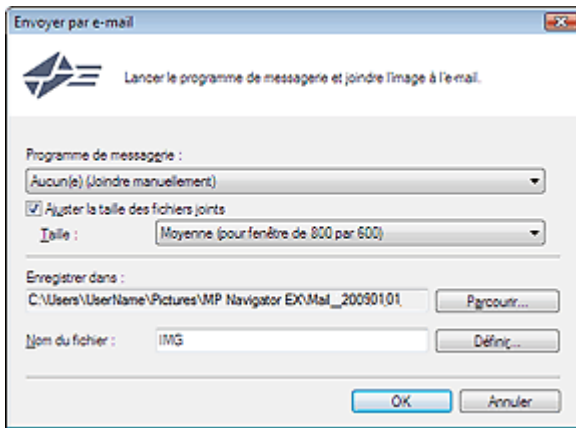 Envoyer par e-mail
Lancer le programme de messagerie et joindre l'image à l'e-mail.
Programme de messagerie :
Aucun(e) (Joindre manuellement)
Ajuster la taille des fichiers joints
Taille :
Moyenne (pour fenêtre de 800 par 600)
Enregistrer dans :
C:\Users\UserName\Pictures\MP Navigator EX\Mail_20090101
Parcourir...
Nom du fichier :
IMG
Définir...
OK
Annuler